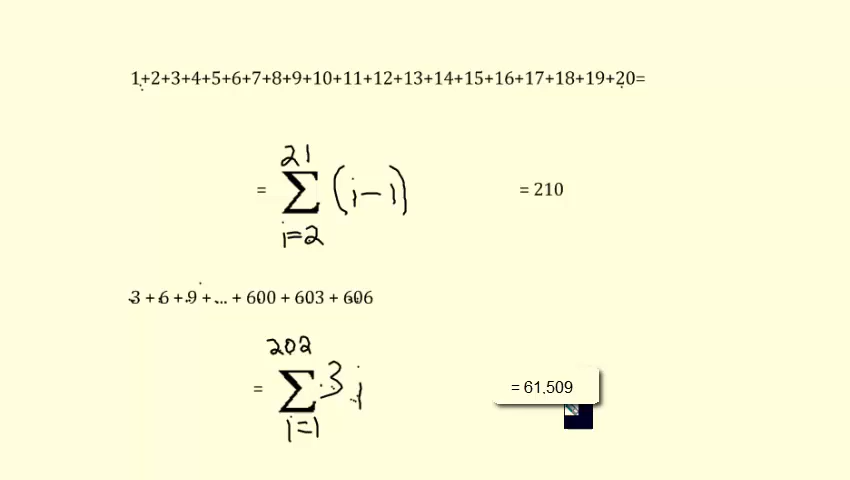 1+2+3+4+5+6+7+8+9+10+11+12+13+14+15+16+17+18+19+20=
21
= Σ (i-1) = 210
i=2
3 + 6 + 9 + ... + 600 + 603 + 606
202
= Σ 3i = 61,509
i=1